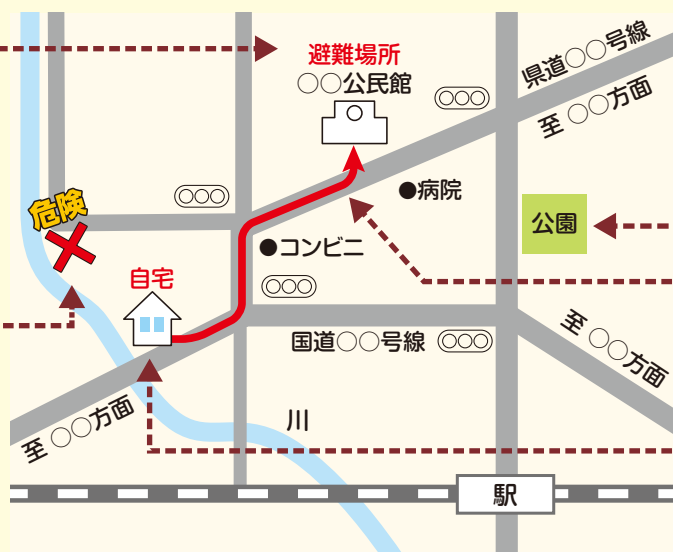 避難場所
○○公民館
県道○○号線
至 ○○方面
危険
●病院
公園
●コンビニ
自宅
国道○○号線
至 ○○方面
至 ○○方面
川
駅